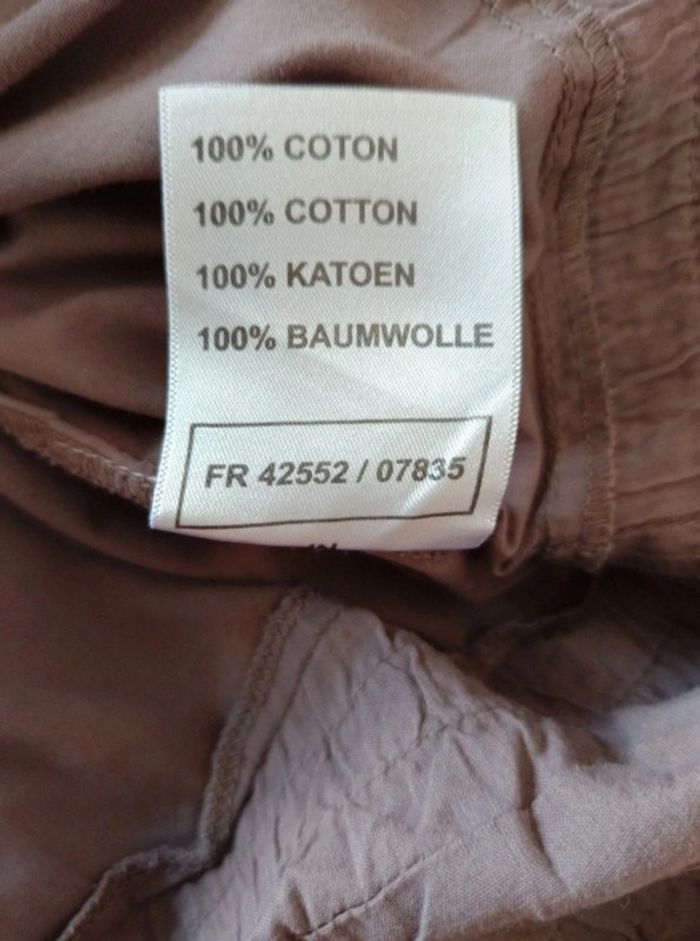 100% COTON
100% COTTON
100% KATOEN
100% BAUMWOLLE
FR 42552 / 07835